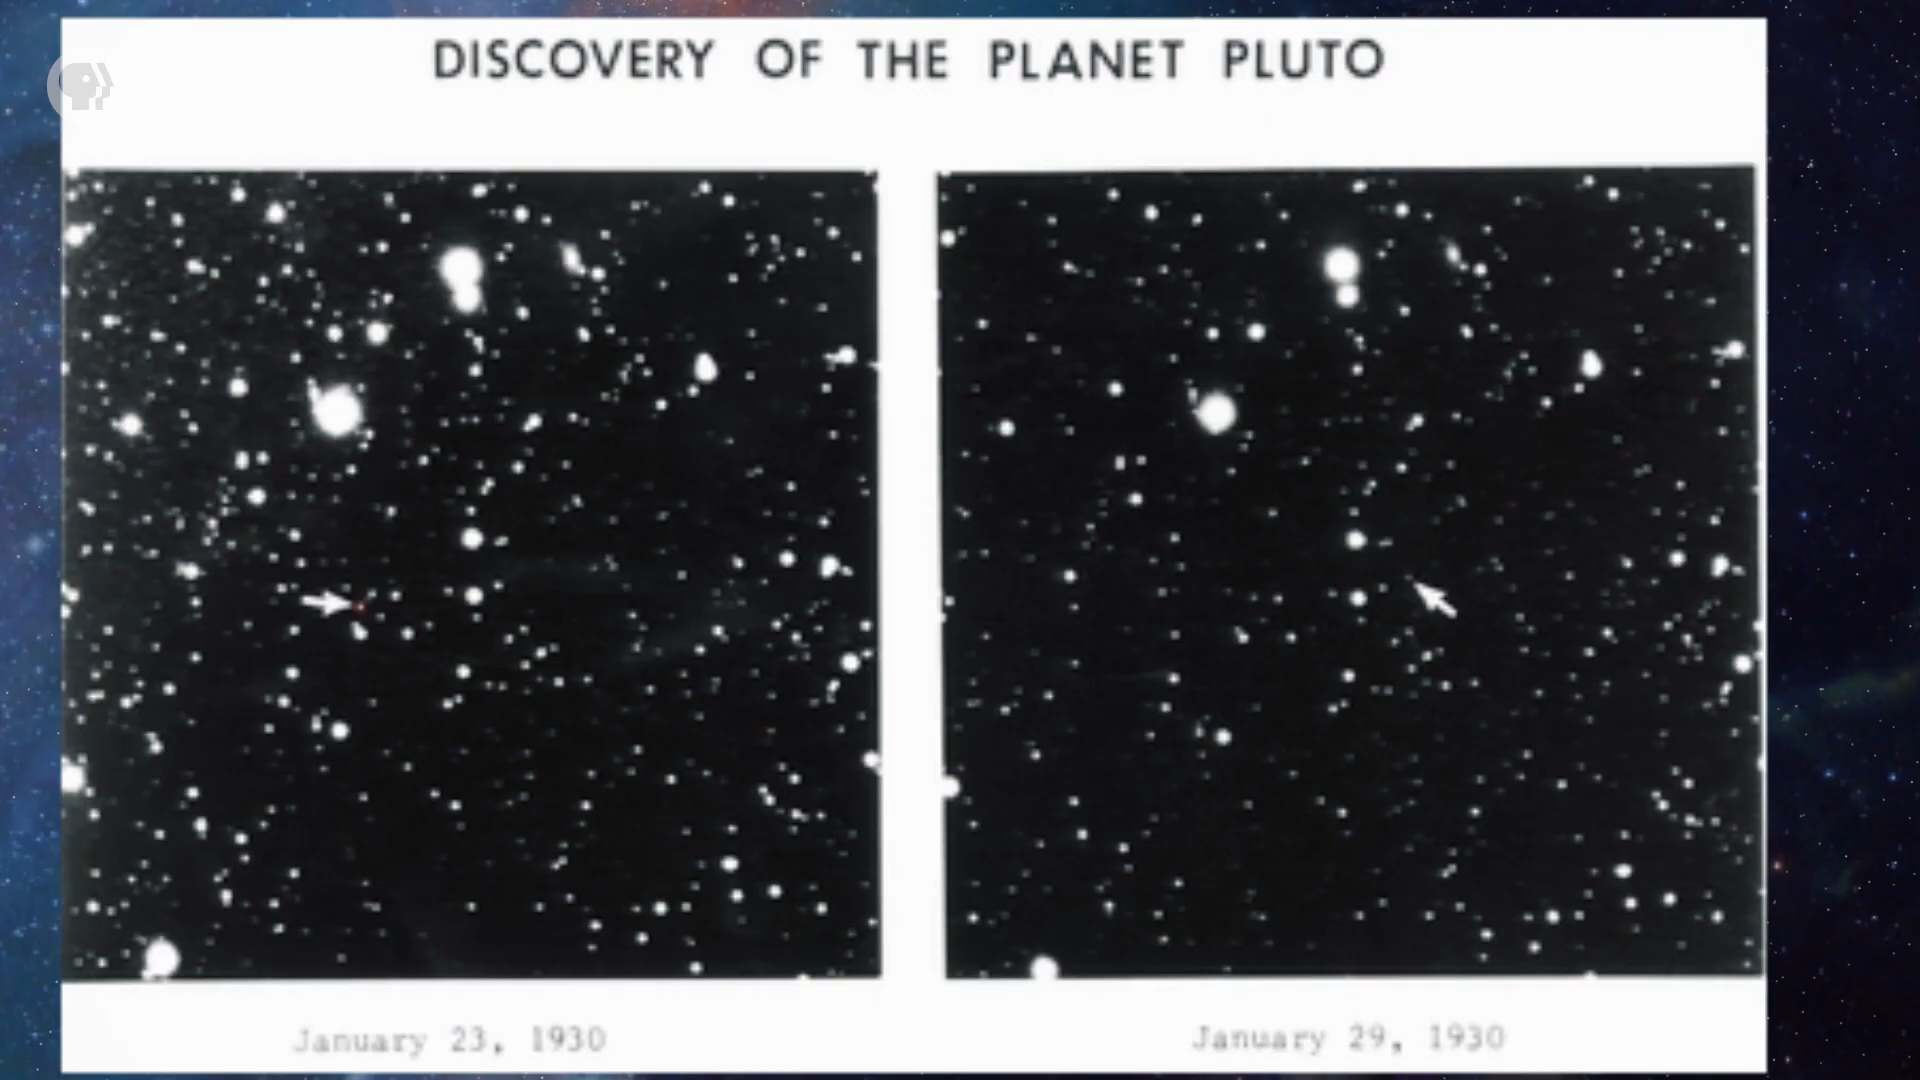 DISCOVERY OF THE PLANET PLUTO
January 23, 1930
January 29, 1930